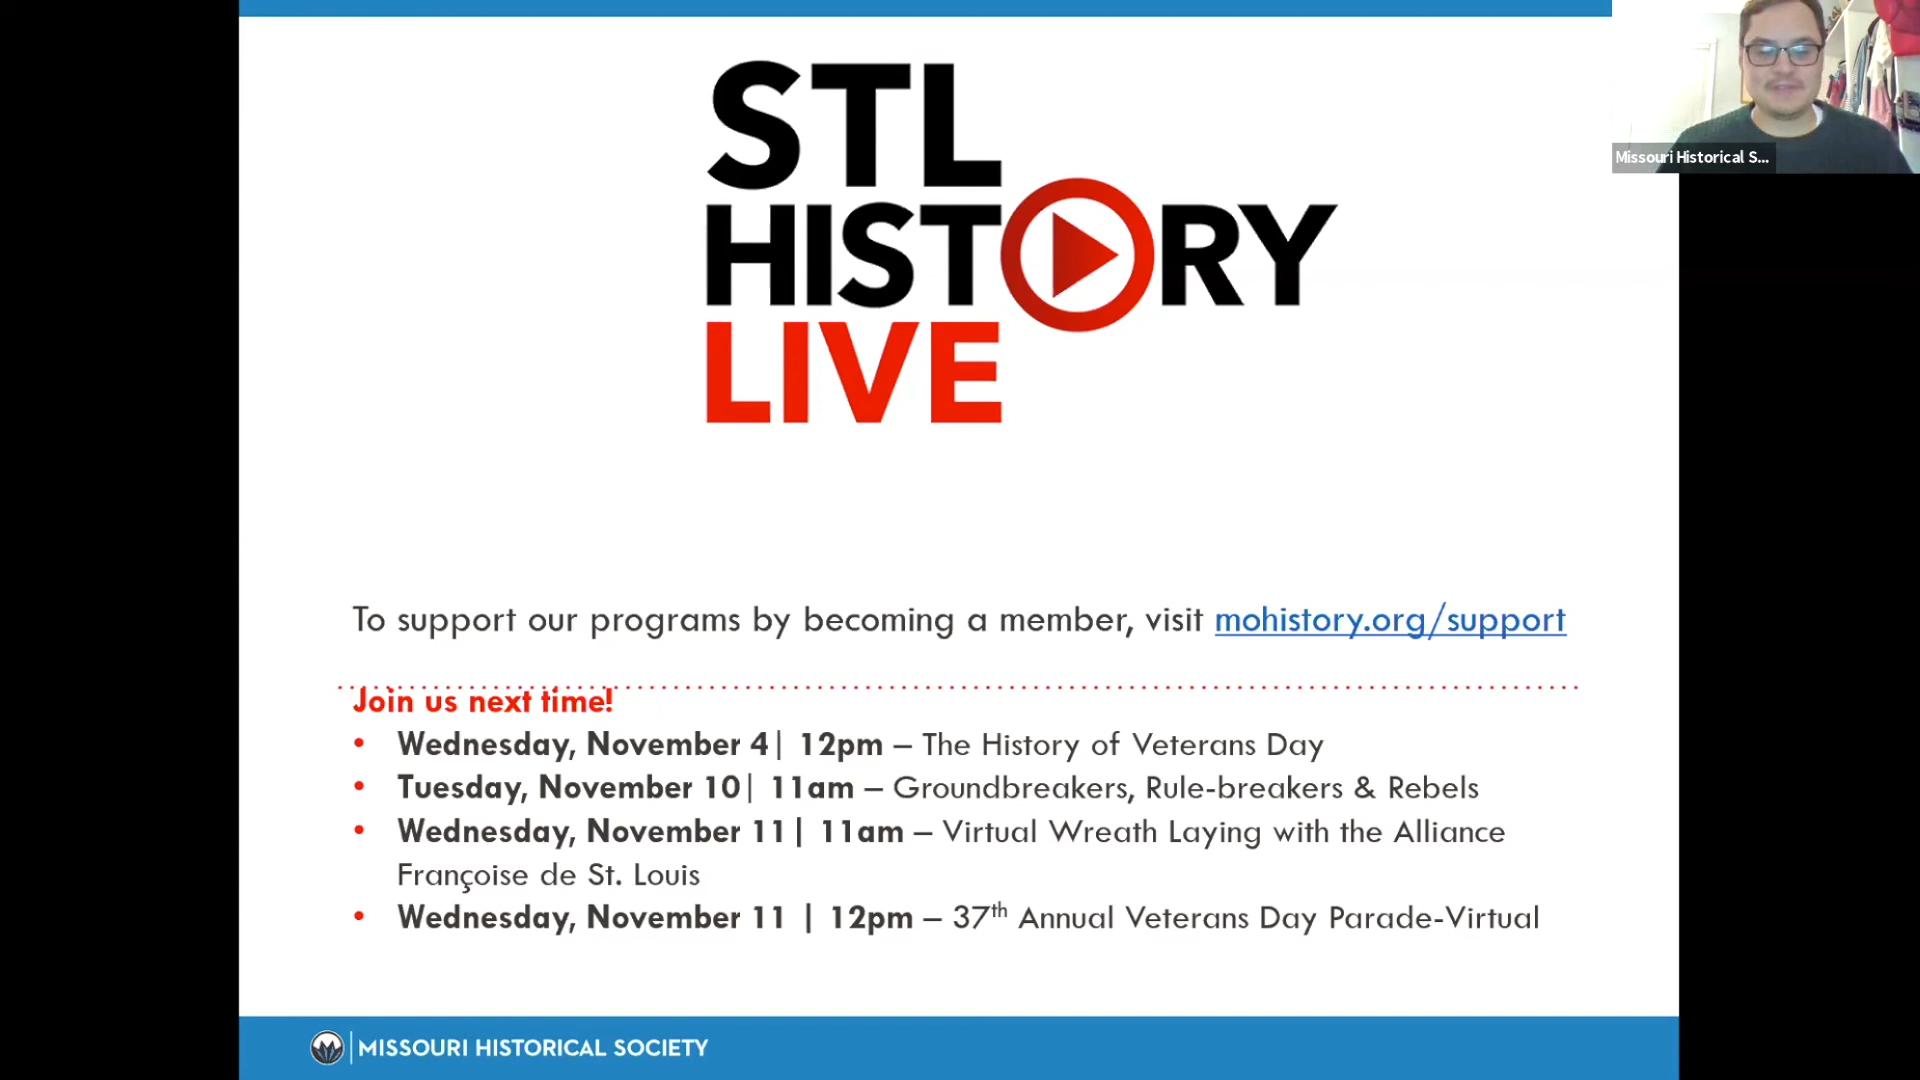 STL
HISTORY
LIVE
Missouri Historical S...
To support our programs by becoming a member, visit mohistory.org/support
Join us next time!
• Wednesday, November 4| 12pm – The History of Veterans Day
• Tuesday, November 10| 11am – Groundbreakers, Rule-breakers & Rebels
• Wednesday, November 11| 11am – Virtual Wreath Laying with the Alliance
Françoise de St. Louis
• Wednesday, November 11 | 12pm – 37th Annual Veterans Day Parade-Virtual
MISSOURI HISTORICAL SOCIETY